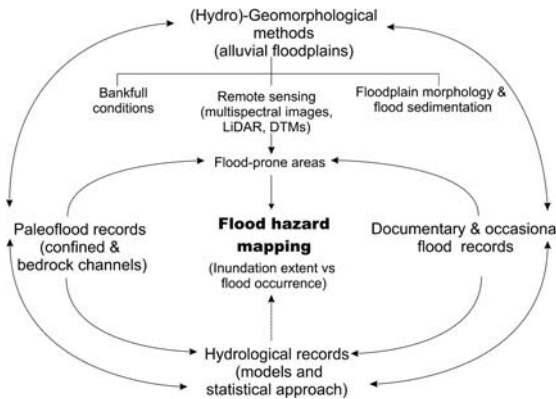 (Hydro)-Geomorphological
methods
(alluvial floodplains)
Bankfull
conditions
Remote sensing
(multispectral images,
LiDAR, DTMs)
Floodplain morphology &
flood sedimentation
Flood-prone areas
Paleoflood records
(confined &
bedrock channels)
Flood hazard
mapping
(Inundation extent vs
flood occurrence)
Documentary & occasiona
flood records
Hydrological records
(models and
statistical approach)